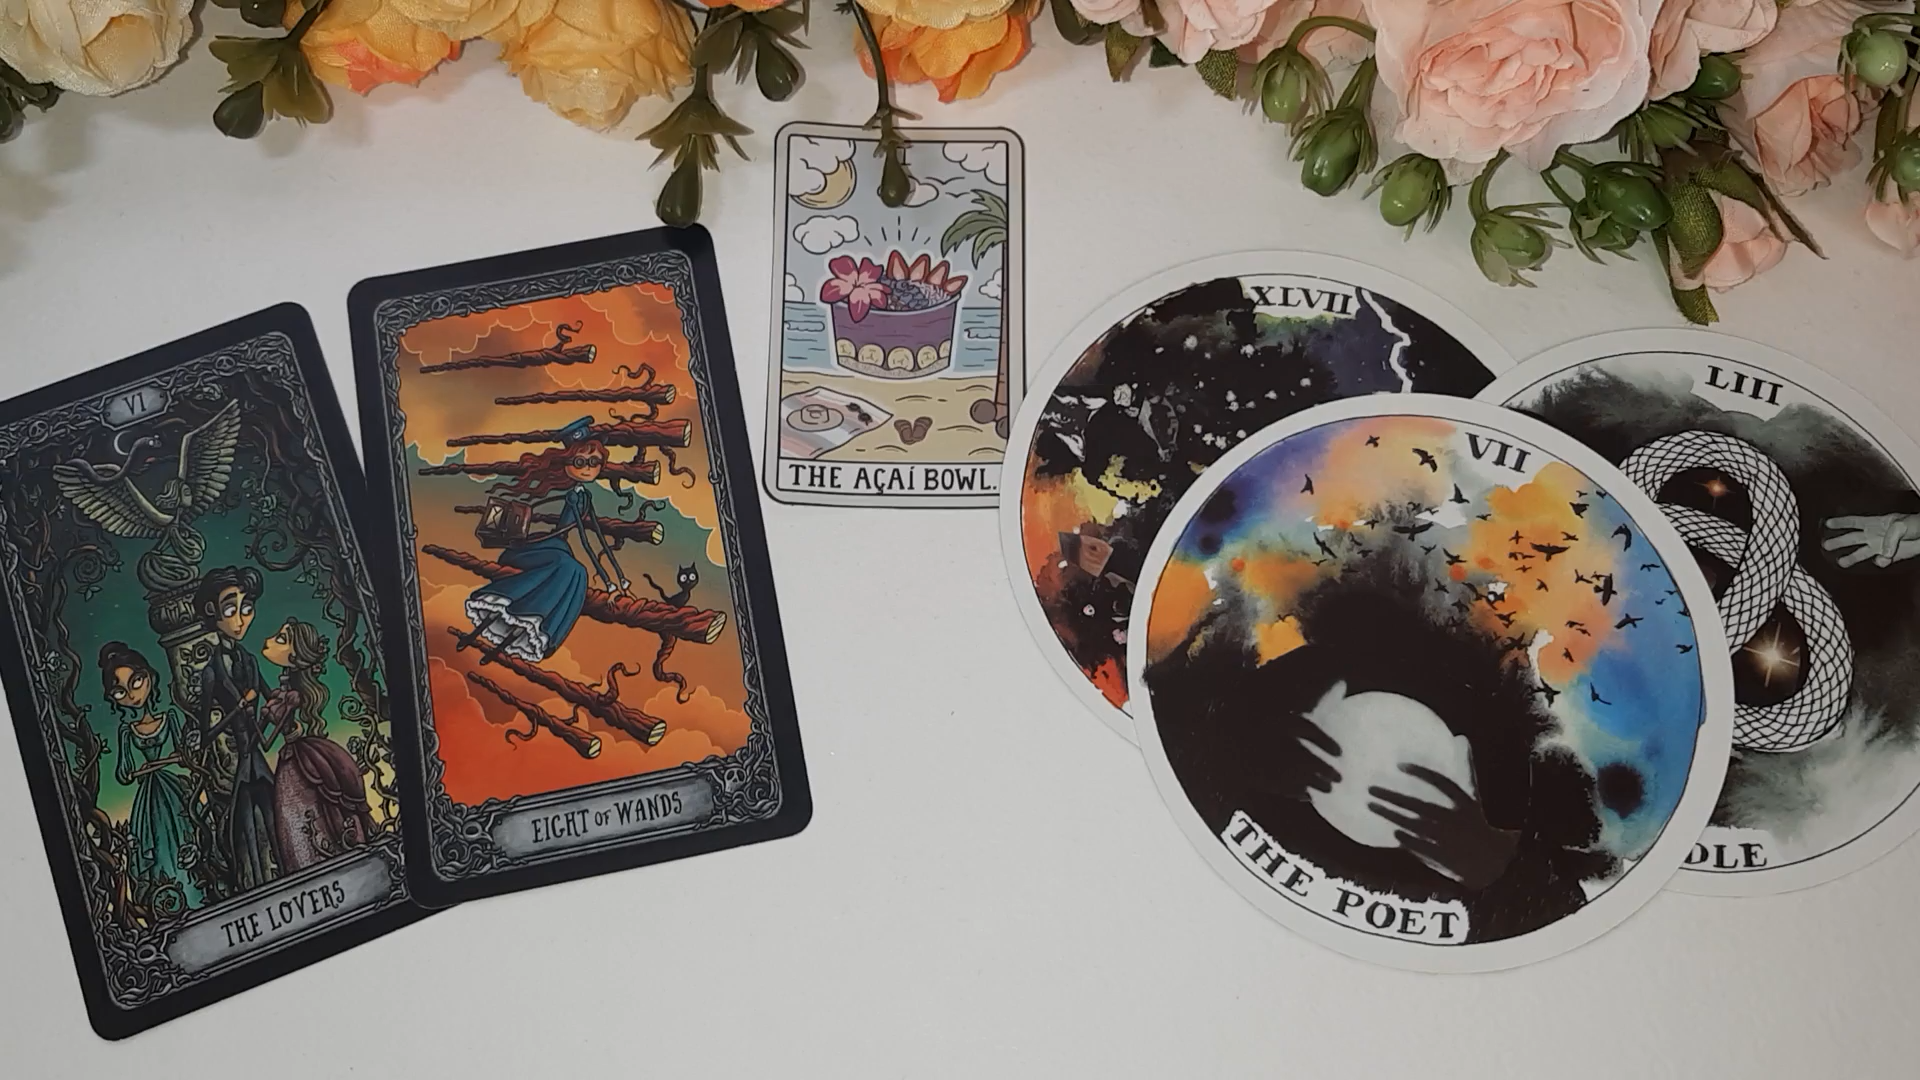 VI
THE LOVERS
EIGHT OF WANDS
THE AÇAÍ BOWL.
XLVII
VII
THE POET
LIII
DLE